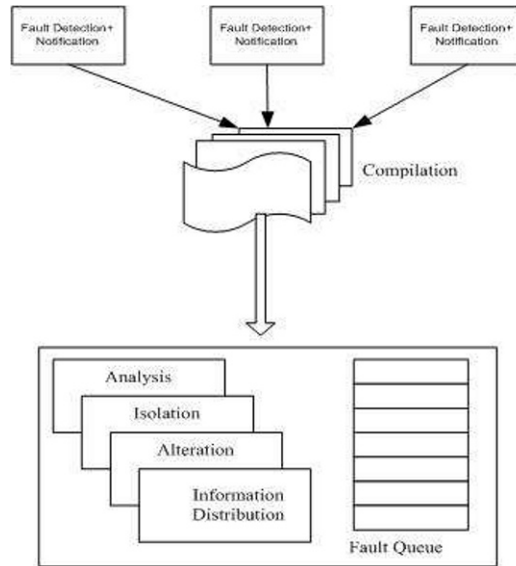 Fault Detection+
Notification
Fault Detection+
Notification
Fault Detection+
Notification
Compilation
Analysis
Isolation
Alteration
Information
Distribution
Fault Queue